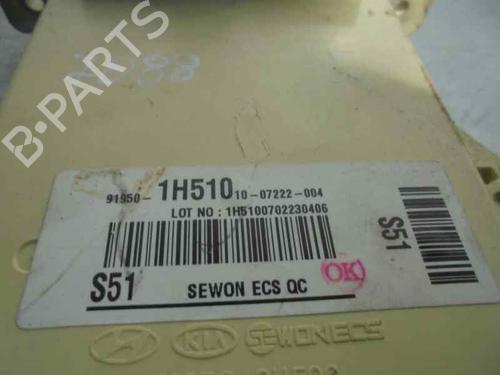 B-PARTS
91950- 1H510 10-07222-004
LOT NO : 1H5100702230406
S51
S51 SEWON ECS QC OK
KIA SEWONECS